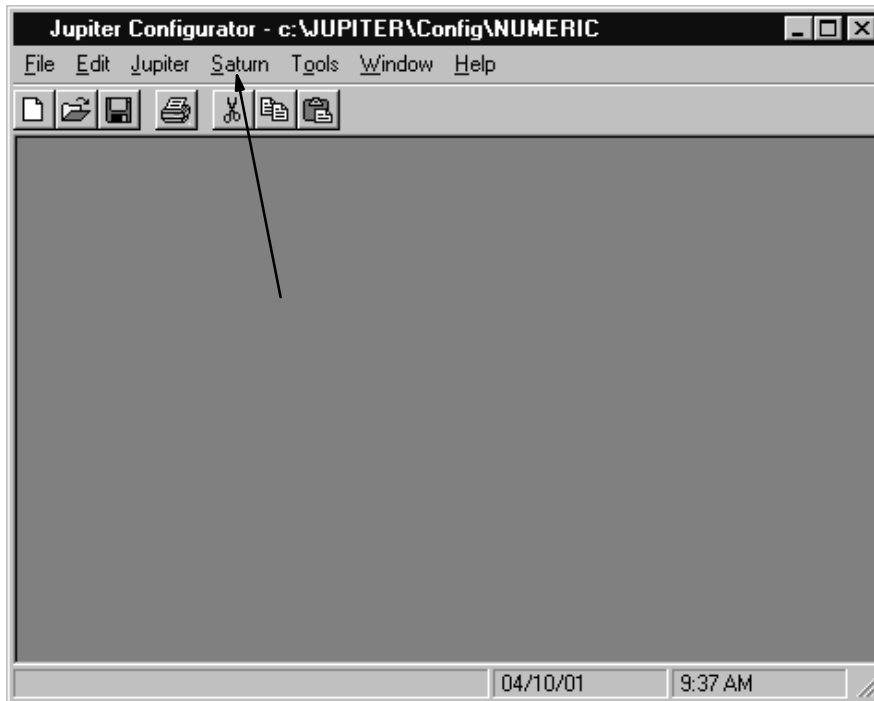 Jupiter Configurator - c:\JUPITER\Config\NUMERIC
File Edit Jupiter Saturn Tools Window Help
04/10/01 9:37 AM